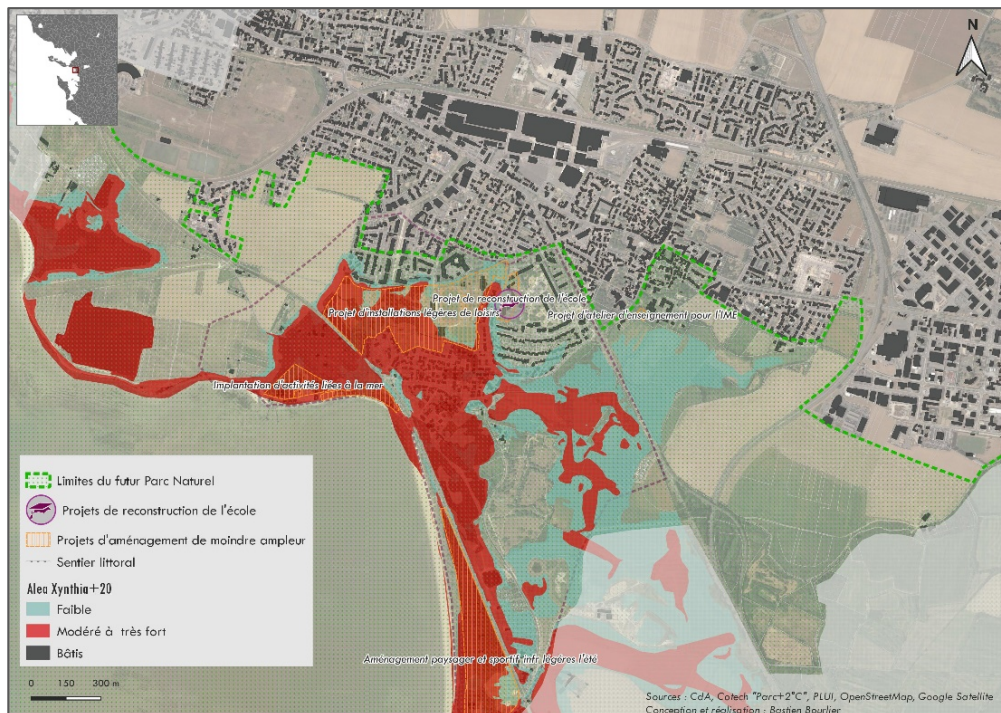 N
Projet de reconstruction de l'école
Projet d'installations légères de loisirs
Projet d'atelier d'enseignement pour l'IME
Implantation d'activités liées à la mer
Limites du futur Parc Naturel
Projets de reconstruction de l'école
Projets d'aménagement de moindre ampleur
Sentier littoral
Alea Xynthia+20
Faible
Modéré à très fort
Bâtis
0 150 300 m
Aménagement paysager et sportif infr légères l'été
Sources : CdA, Cotech "Parc+2°C", PLUI, OpenStreetMap, Google Satellite
Conception et réalisation : Bastien Bourlier